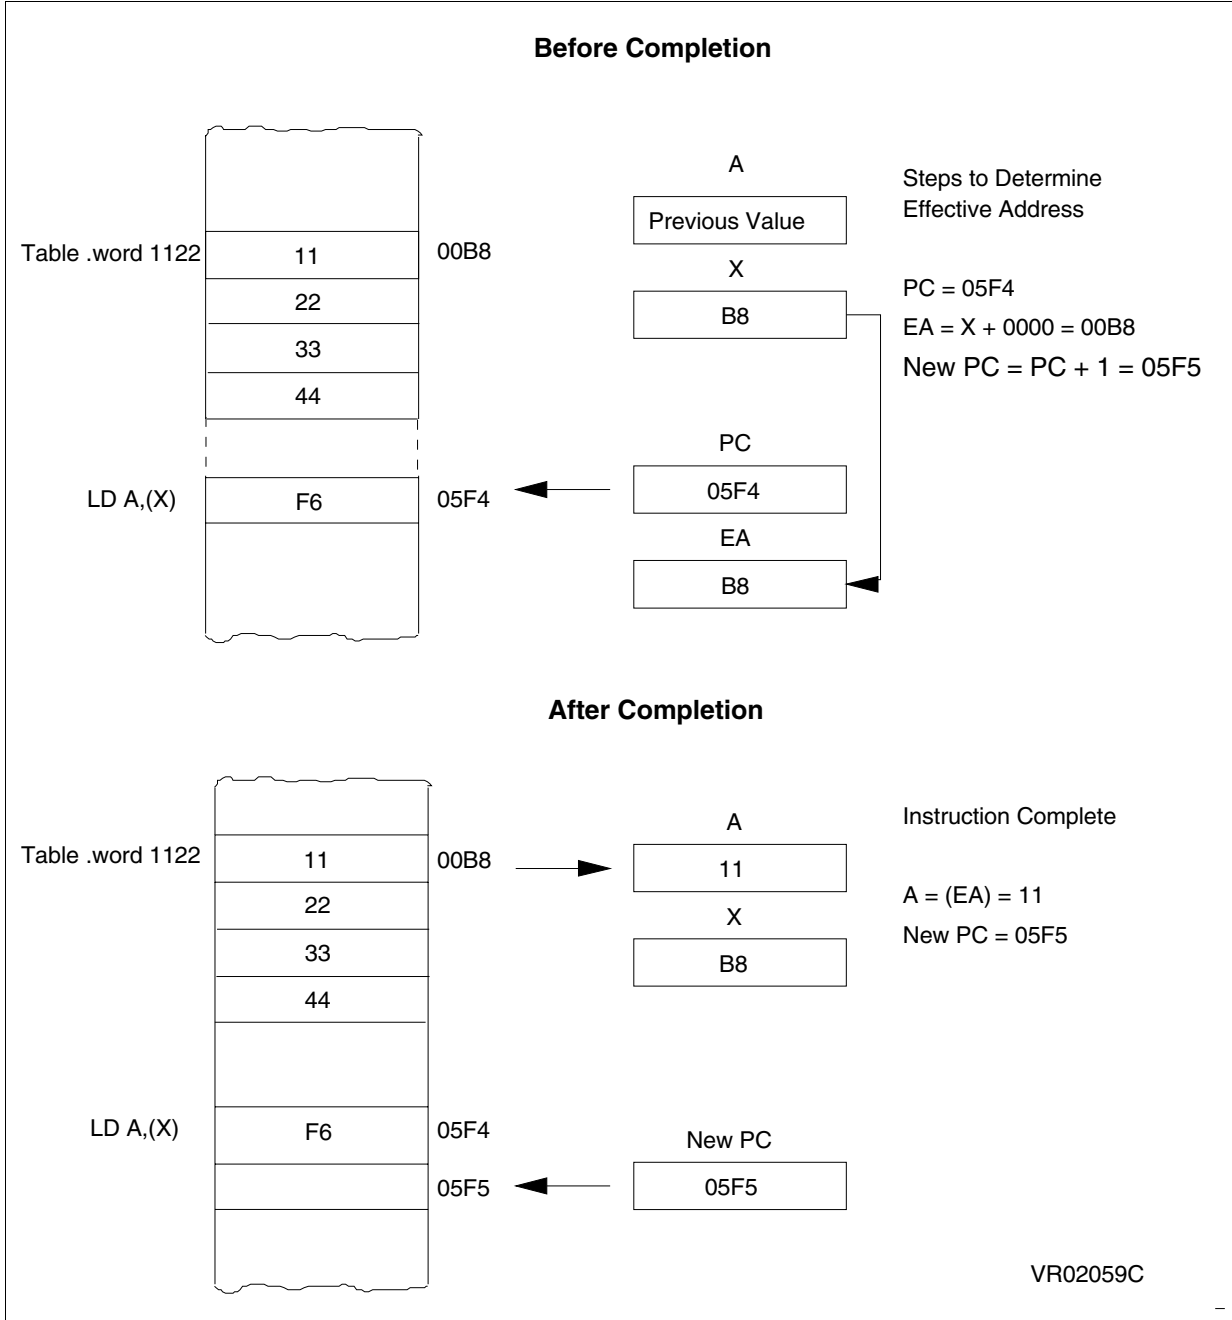 Before Completion
A
Steps to Determine
Effective Address
Previous Value
Table .word 1122
11
00B8
X
22
B8
PC = 05F4
EA = X + 0000 = 00B8
33
New PC = PC + 1 = 05F5
44
PC
LD A,(X)
F6
05F4
05F4
EA
B8
After Completion
A
Instruction Complete
Table .word 1122
11
00B8
11
A = (EA) = 11
22
X
New PC = 05F5
33
B8
44
LD A,(X)
F6
05F4
New PC
05F5
05F5
VR02059C